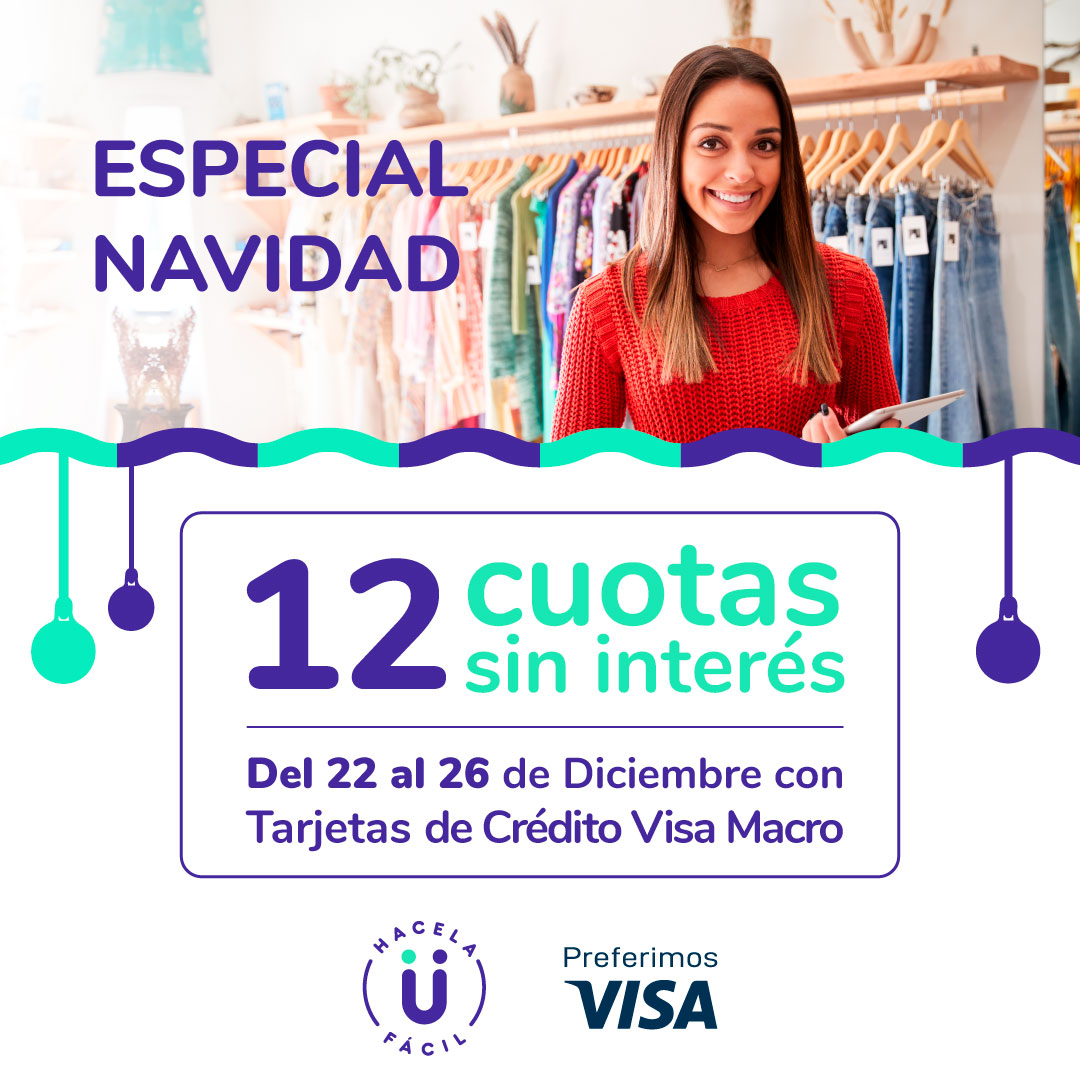 ESPECIAL
NAVIDAD
12 cuotas
sin interés
Del 22 al 26 de Diciembre con
Tarjetas de Crédito Visa Macro
HACELA
Ü
FÁCIL
Preferimos
VISA